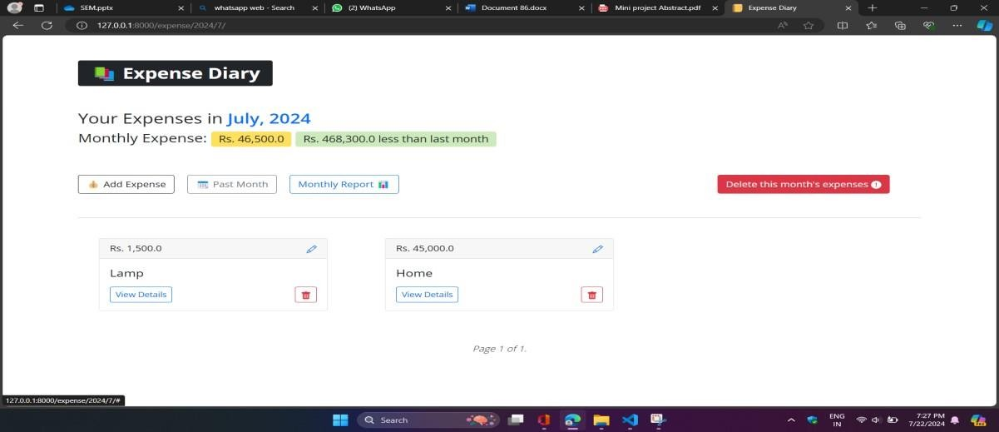 SEM.pptx
whatsapp web - Search
(2) WhatsApp
Document 86.docx
Mini project Abstract.pdf
Expense Diary
127.0.0.1:8000/expense/2024/7/
Expense Diary
Your Expenses in July, 2024
Monthly Expense: Rs. 46,500.0 Rs. 468,300.0 less than last month
Add Expense Past Month Monthly Report Delete this month's expenses
Rs. 1,500.0
Lamp
View Details
Rs. 45,000.0
Home
View Details
Page 1 of 1.
127.0.0.1:8000/expense/2024/7/#
Search
ENG
IN
7:27 PM
7/22/2024